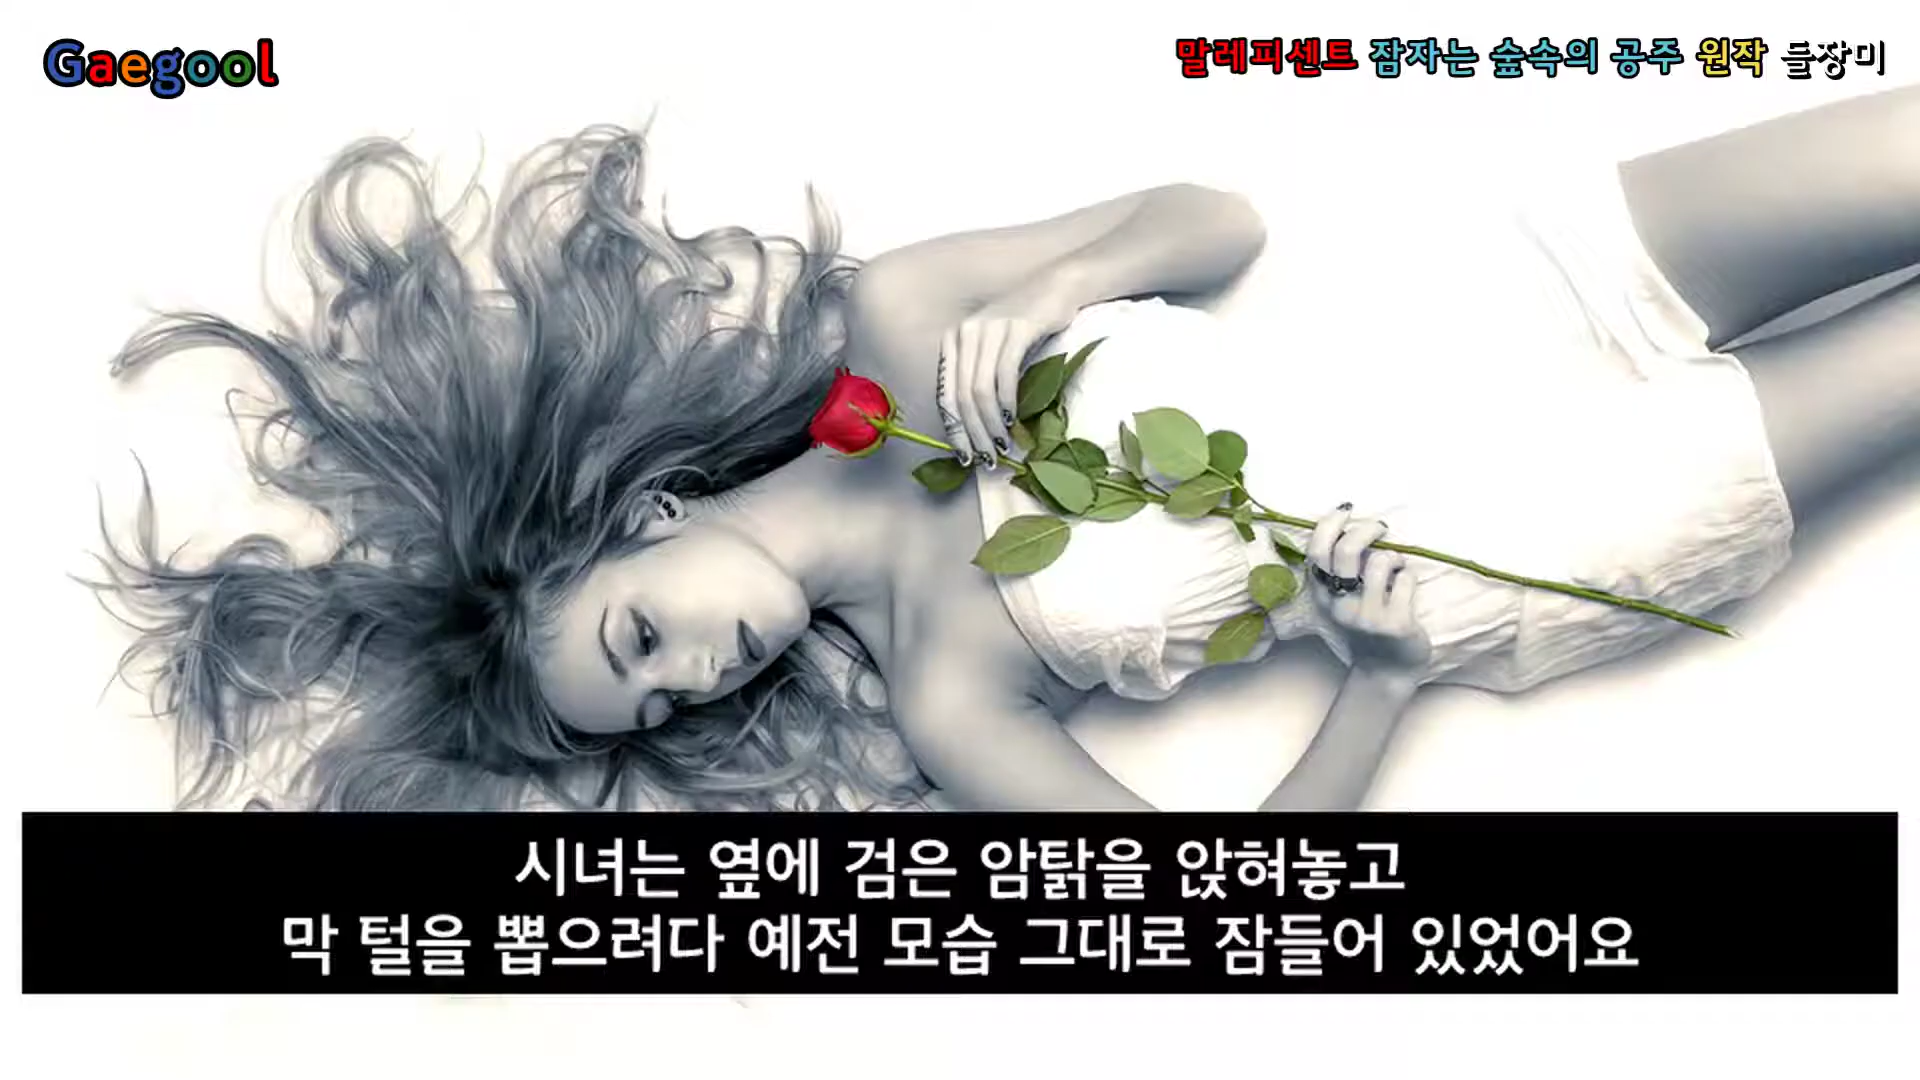 Gaegool
말레피센트 잠자는 숲속의 공주 원작 들장미
시녀는 옆에 검은 암탉을 앉혀놓고
막 털을 뽑으려다 예전 모습 그대로 잠들어 있었어요